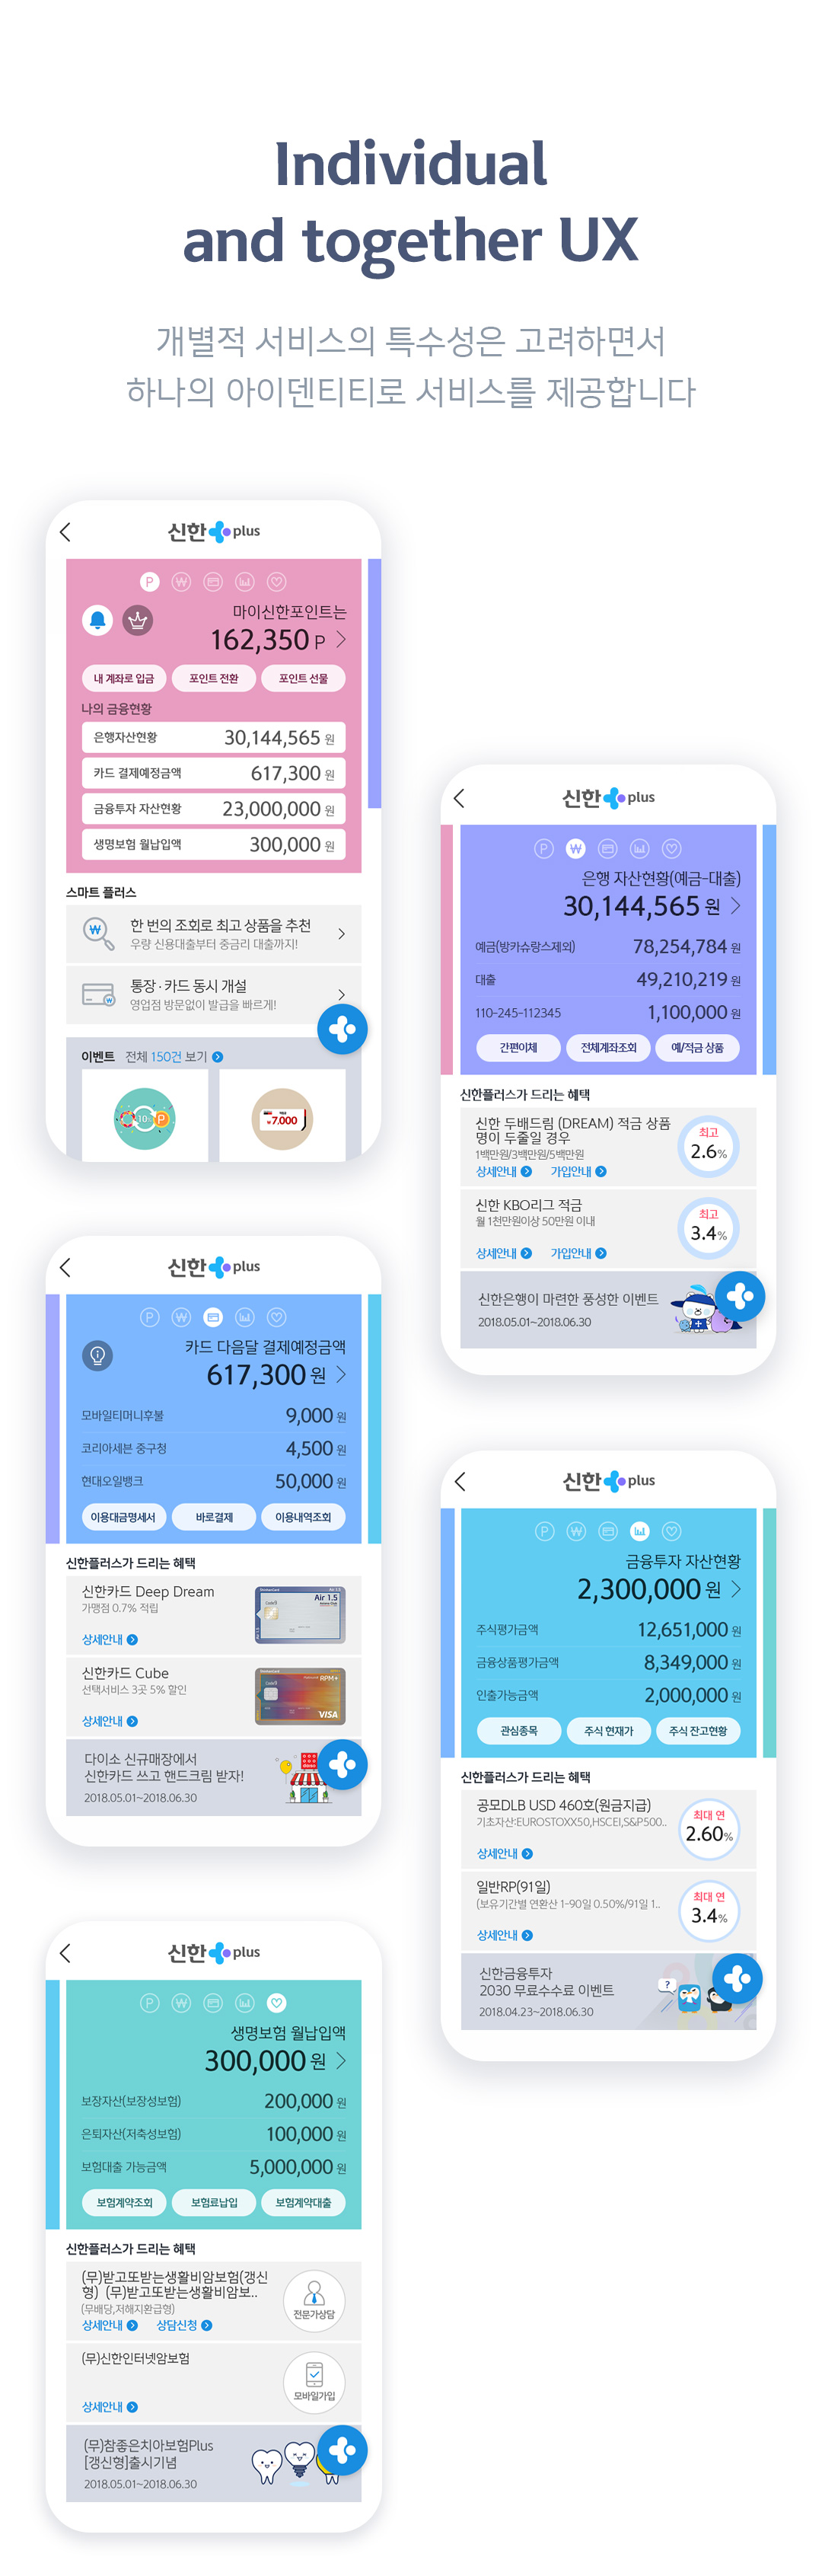 Individual
and together UX
개별적 서비스의 특수성은 고려하면서
하나의 아이덴티티로 서비스를 제공합니다
신한 plus
P
마이신한포인트는
162,350 P
내 계좌로 입금 포인트 전환 포인트 선물
나의 금융현황
은행자산현황 30,144,565 원
카드 결제예정금액 617,300 원
금융투자 자산현황 23,000,000 원
생명보험 월납입액 300,000 원
스마트 플러스
한 번의 조회로 최고 상품을 추천
우량 신용대출부터 중금리 대출까지!
통장·카드 동시 개설
영업점 방문없이 발급을 빠르게!
이벤트 전체 150건 보기
₩7,000
신한 plus
P
은행 자산현황(예금-대출)
30,144,565 원
예금(방카슈랑스제외) 78,254,784 원
대출 49,210,219 원
110-245-112345 1,100,000 원
간편이체 전체계좌조회 예/적금 상품
신한플러스가 드리는 혜택
신한 두배드림 (DREAM) 적금 상품
명이 두줄일 경우
1백만원/3백만원/5백만원
상세안내 가입안내
최고
2.6%
신한 KBO리그 적금
월 1천만원이상 50만원 이내
상세안내 가입안내
최고
3.4%
신한은행이 마련한 풍성한 이벤트
2018.05.01~2018.06.30
신한 plus
P
카드 다음달 결제예정금액
617,300 원
모바일티머니후불 9,000 원
코리아세븐 중구청 4,500 원
현대오일뱅크 50,000 원
이용대금명세서 바로결제 이용내역조회
신한플러스가 드리는 혜택
신한카드 Deep Dream
가맹점 0.7% 적립
상세안내
Air 1.5
신한카드 Cube
선택서비스 3곳 5% 할인
상세안내
RPM+
VISA
다이소 신규매장에서
신한카드 쓰고 핸드크림 받자!
2018.05.01~2018.06.30
신한 plus
P
금융투자 자산현황
2,300,000 원
주식평가금액 12,651,000 원
금융상품평가금액 8,349,000 원
인출가능금액 2,000,000 원
관심종목 주식 현재가 주식 잔고현황
신한플러스가 드리는 혜택
공모DLB USD 460호(원금지급)
기초자산:EUROSTOXX50,HSCEI,S&P500..
상세안내
최대 연
2.60%
일반RP(91일)
(보유기간별 연환산 1-90일 0.50%/91일 1..
상세안내
최대 연
3.4%
신한금융투자
2030 무료수수료 이벤트
2018.04.23~2018.06.30
?
신한 plus
P
생명보험 월납입액
300,000 원
보장자산(보장성보험) 200,000 원
은퇴자산(저축성보험) 100,000 원
보험대출 가능금액 5,000,000 원
보험계약조회 보험료납입 보험계약대출
신한플러스가 드리는 혜택
(무)받고또받는생활비암보험(갱신
형) (무)받고또받는생활비암보..
(무배당,저해지환급형)
상세안내 상담신청
전문가상담
(무)신한인터넷암보험
상세안내
모바일가입
(무)참좋은치아보험Plus
[갱신형]출시기념
2018.05.01~2018.06.30